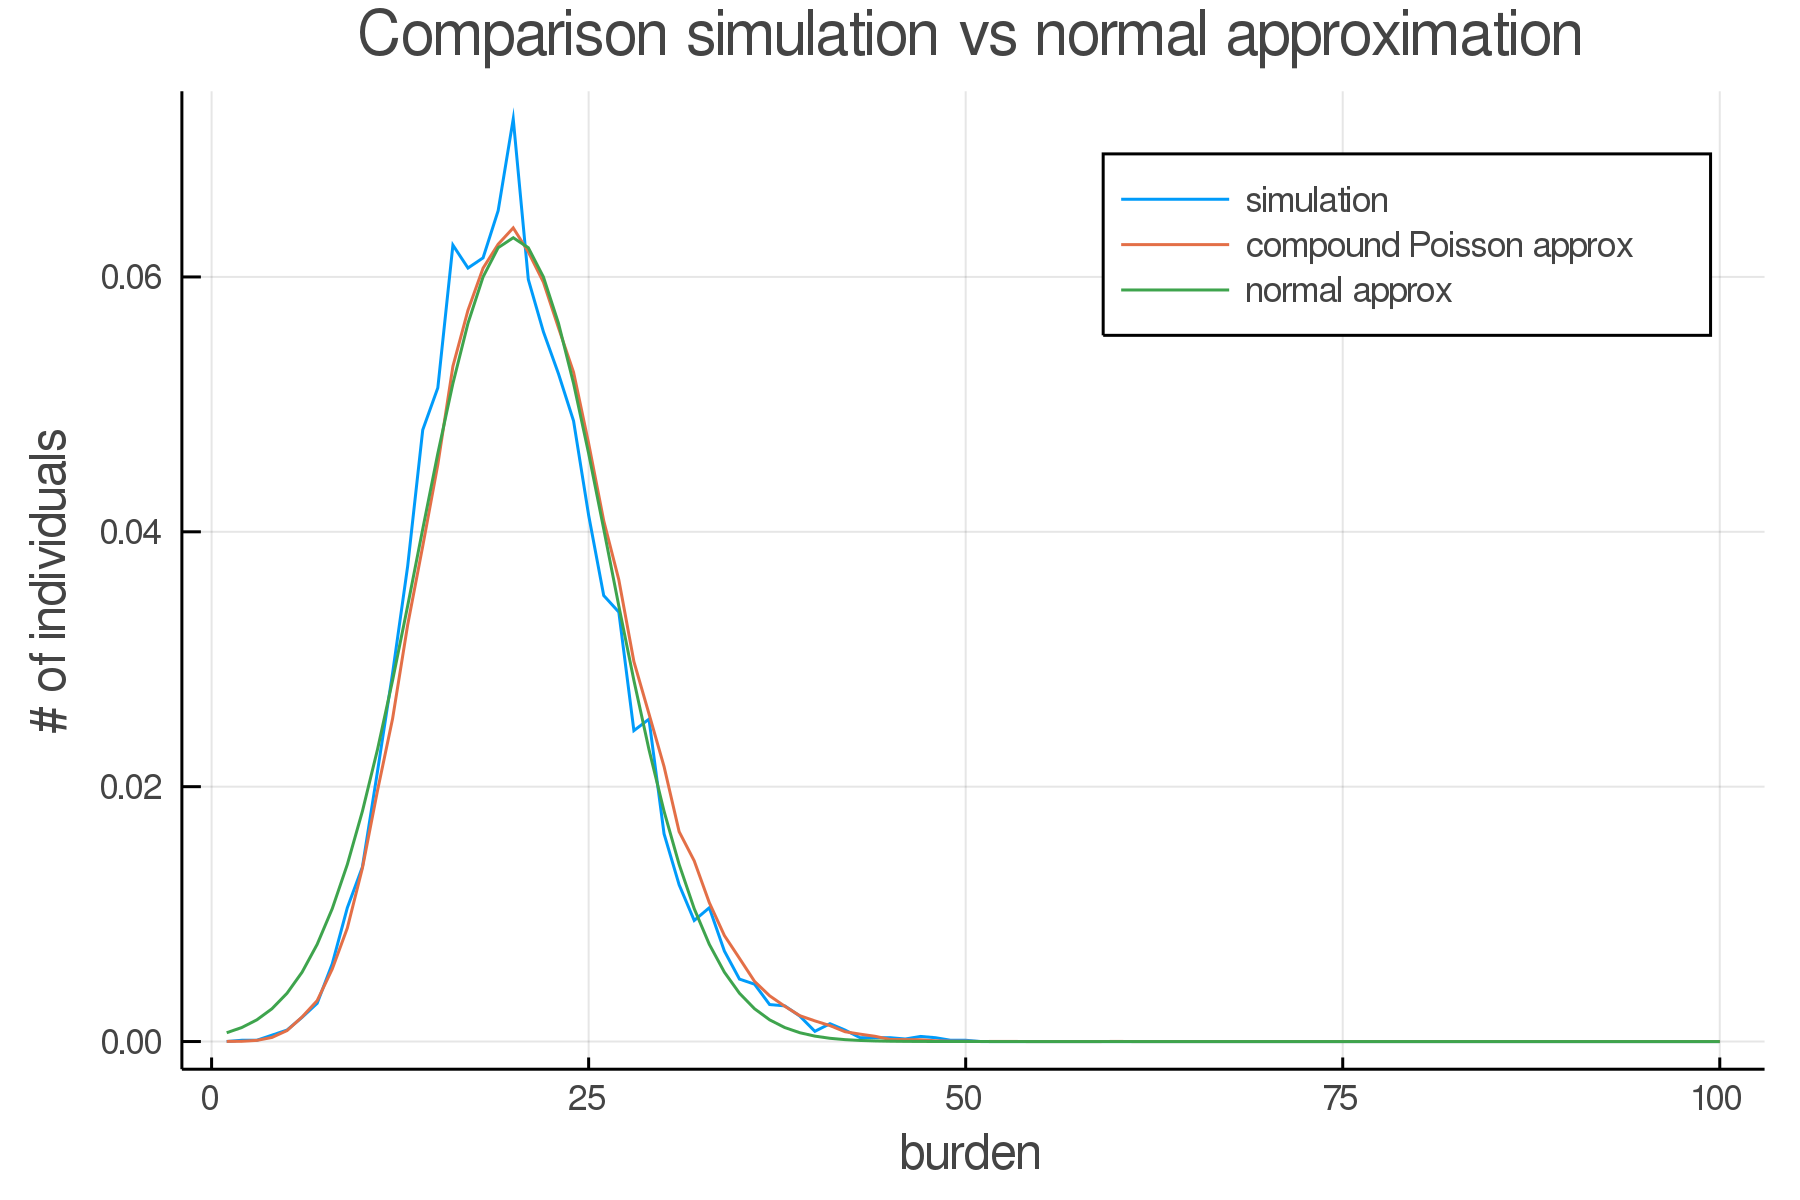 Comparison simulation vs normal approximation
simulation
compound Poisson approx
normal approx
# of individuals
0.06
0.04
0.02
0.00
0
25
50
75
100
burden